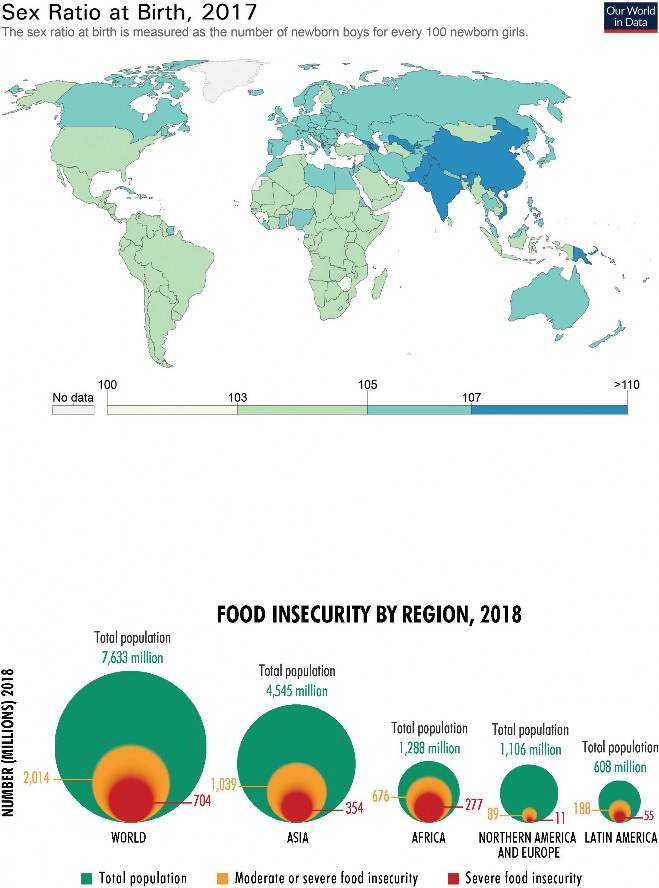 Sex Ratio at Birth, 2017
Our World
in Data
The sex ratio at birth is measured as the number of newborn boys for every 100 newborn girls.
No data
100
103
105
107
>110
FOOD INSECURITY BY REGION, 2018
NUMBER (MILLIONS) 2018
Total population
7,633 million
2,014
704
WORLD
Total population
4,545 million
1,039
354
ASIA
Total population
1,288 million
676
277
AFRICA
Total population
1,106 million
89
11
NORTHERN AMERICA
AND EUROPE
Total population
608 million
188
55
LATIN AMERICA
Total population
Moderate or severe food insecurity
Severe food insecurity